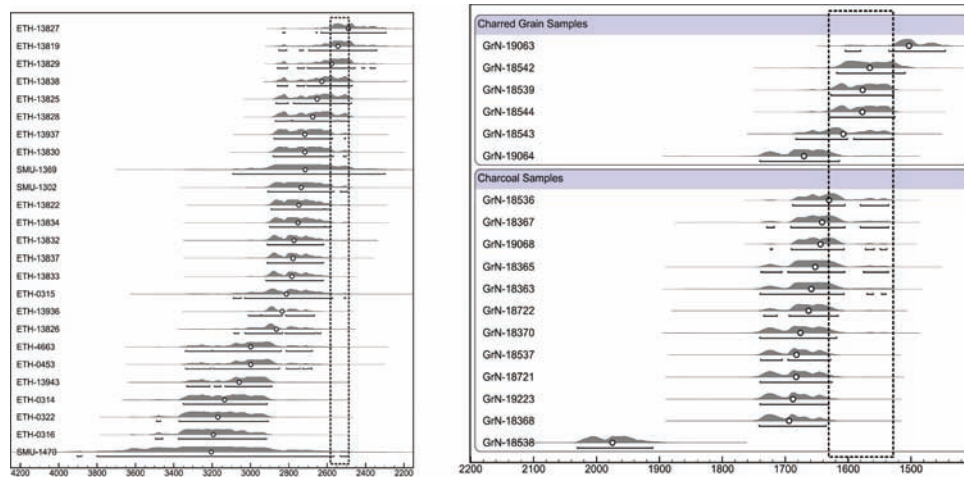 ETH-13827
ETH-13819
ETH-13829
ETH-13838
ETH-13825
ETH-13828
ETH-13937
ETH-13830
SMU-1369
SMU-1302
ETH-13822
ETH-13834
ETH-13832
ETH-13837
ETH-13833
ETH-0315
ETH-13936
ETH-13826
ETH-4663
ETH-0453
ETH-13943
ETH-0314
ETH-0322
ETH-0316
SMU-1470
4200 4000 3800 3600 3400 3200 3000 2800 2600 2400 2200
Charred Grain Samples
GrN-19063
GrN-18542
GrN-18539
GrN-18544
GrN-18543
GrN-19064
Charcoal Samples
GrN-18536
GrN-18367
GrN-19068
GrN-18365
GrN-18363
GrN-18722
GrN-18370
GrN-18537
GrN-18721
GrN-19223
GrN-18368
GrN-18538
2200 2100 2000 1900 1800 1700 1600 1500